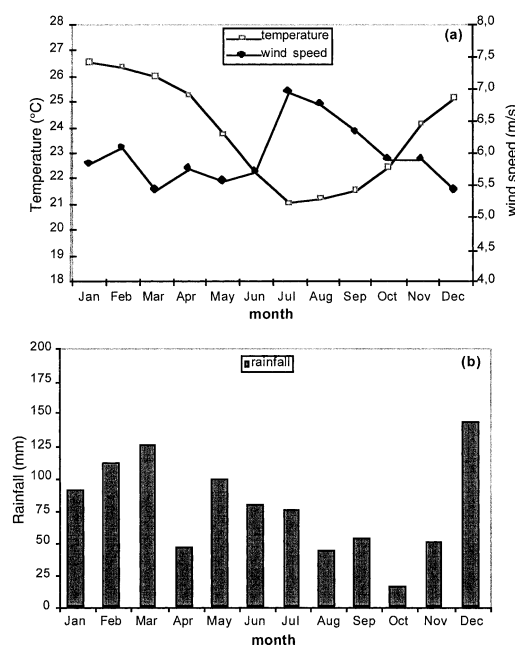 (a)
temperature
wind speed
28
27
26
25
24
23
22
21
20
19
18
Temperature (°C)
8,0
7,5
7,0
6,5
6,0
5,5
5,0
4,5
4,0
wind speed (m/s)
Jan Feb Mar Apr May Jun Jul Aug Sep Oct Nov Dec
month
(b)
rainfall
200
175
150
125
100
75
50
25
0
Rainfall (mm)
Jan Feb Mar Apr May Jun Jul Aug Sep Oct Nov Dec
month